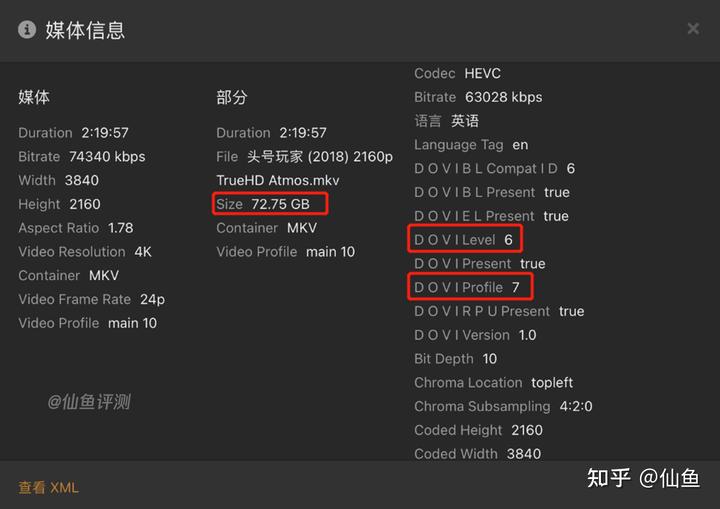 媒体信息
媒体
Duration 2:19:57
Bitrate 74340 kbps
Width 3840
Height 2160
Aspect Ratio 1.78
Video Resolution 4K
Container MKV
Video Frame Rate 24p
Video Profile main 10
部分
Duration 2:19:57
File 头号玩家 (2018) 2160p
TrueHD Atmos.mkv
Size 72.75 GB
Container MKV
Video Profile main 10
Codec HEVC
Bitrate 63028 kbps
语言 英语
Language Tag en
D O V I B L Compat I D 6
D O V I B L Present true
D O V I E L Present true
D O V I Level 6
D O V I Present true
D O V I Profile 7
D O V I R P U Present true
D O V I Version 1.0
Bit Depth 10
Chroma Location topleft
Chroma Subsampling 4:2:0
Coded Height 2160
Coded Width 3840
@仙鱼评测
查看 XML
知乎 @仙鱼